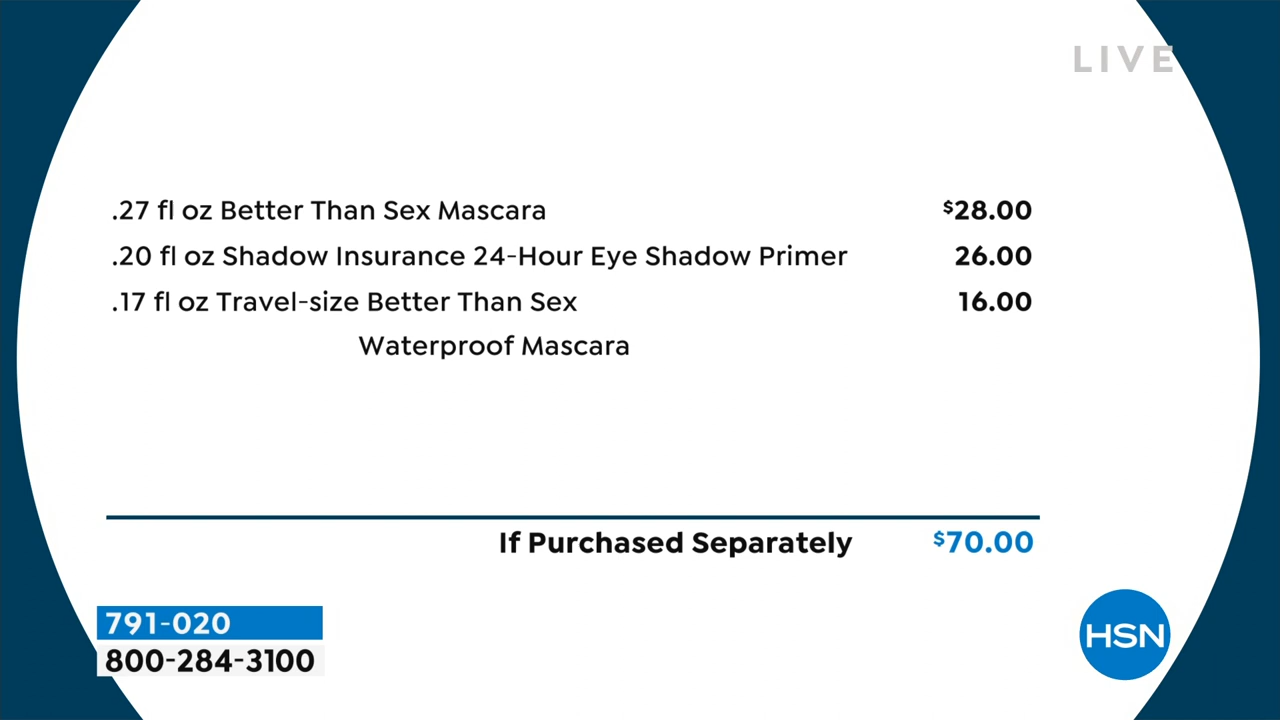 LIVE
.27 fl oz Better Than Sex Mascara $28.00
.20 fl oz Shadow Insurance 24-Hour Eye Shadow Primer 26.00
.17 fl oz Travel-size Better Than Sex 16.00
Waterproof Mascara
If Purchased Separately $70.00
791-020
800-284-3100
HSN